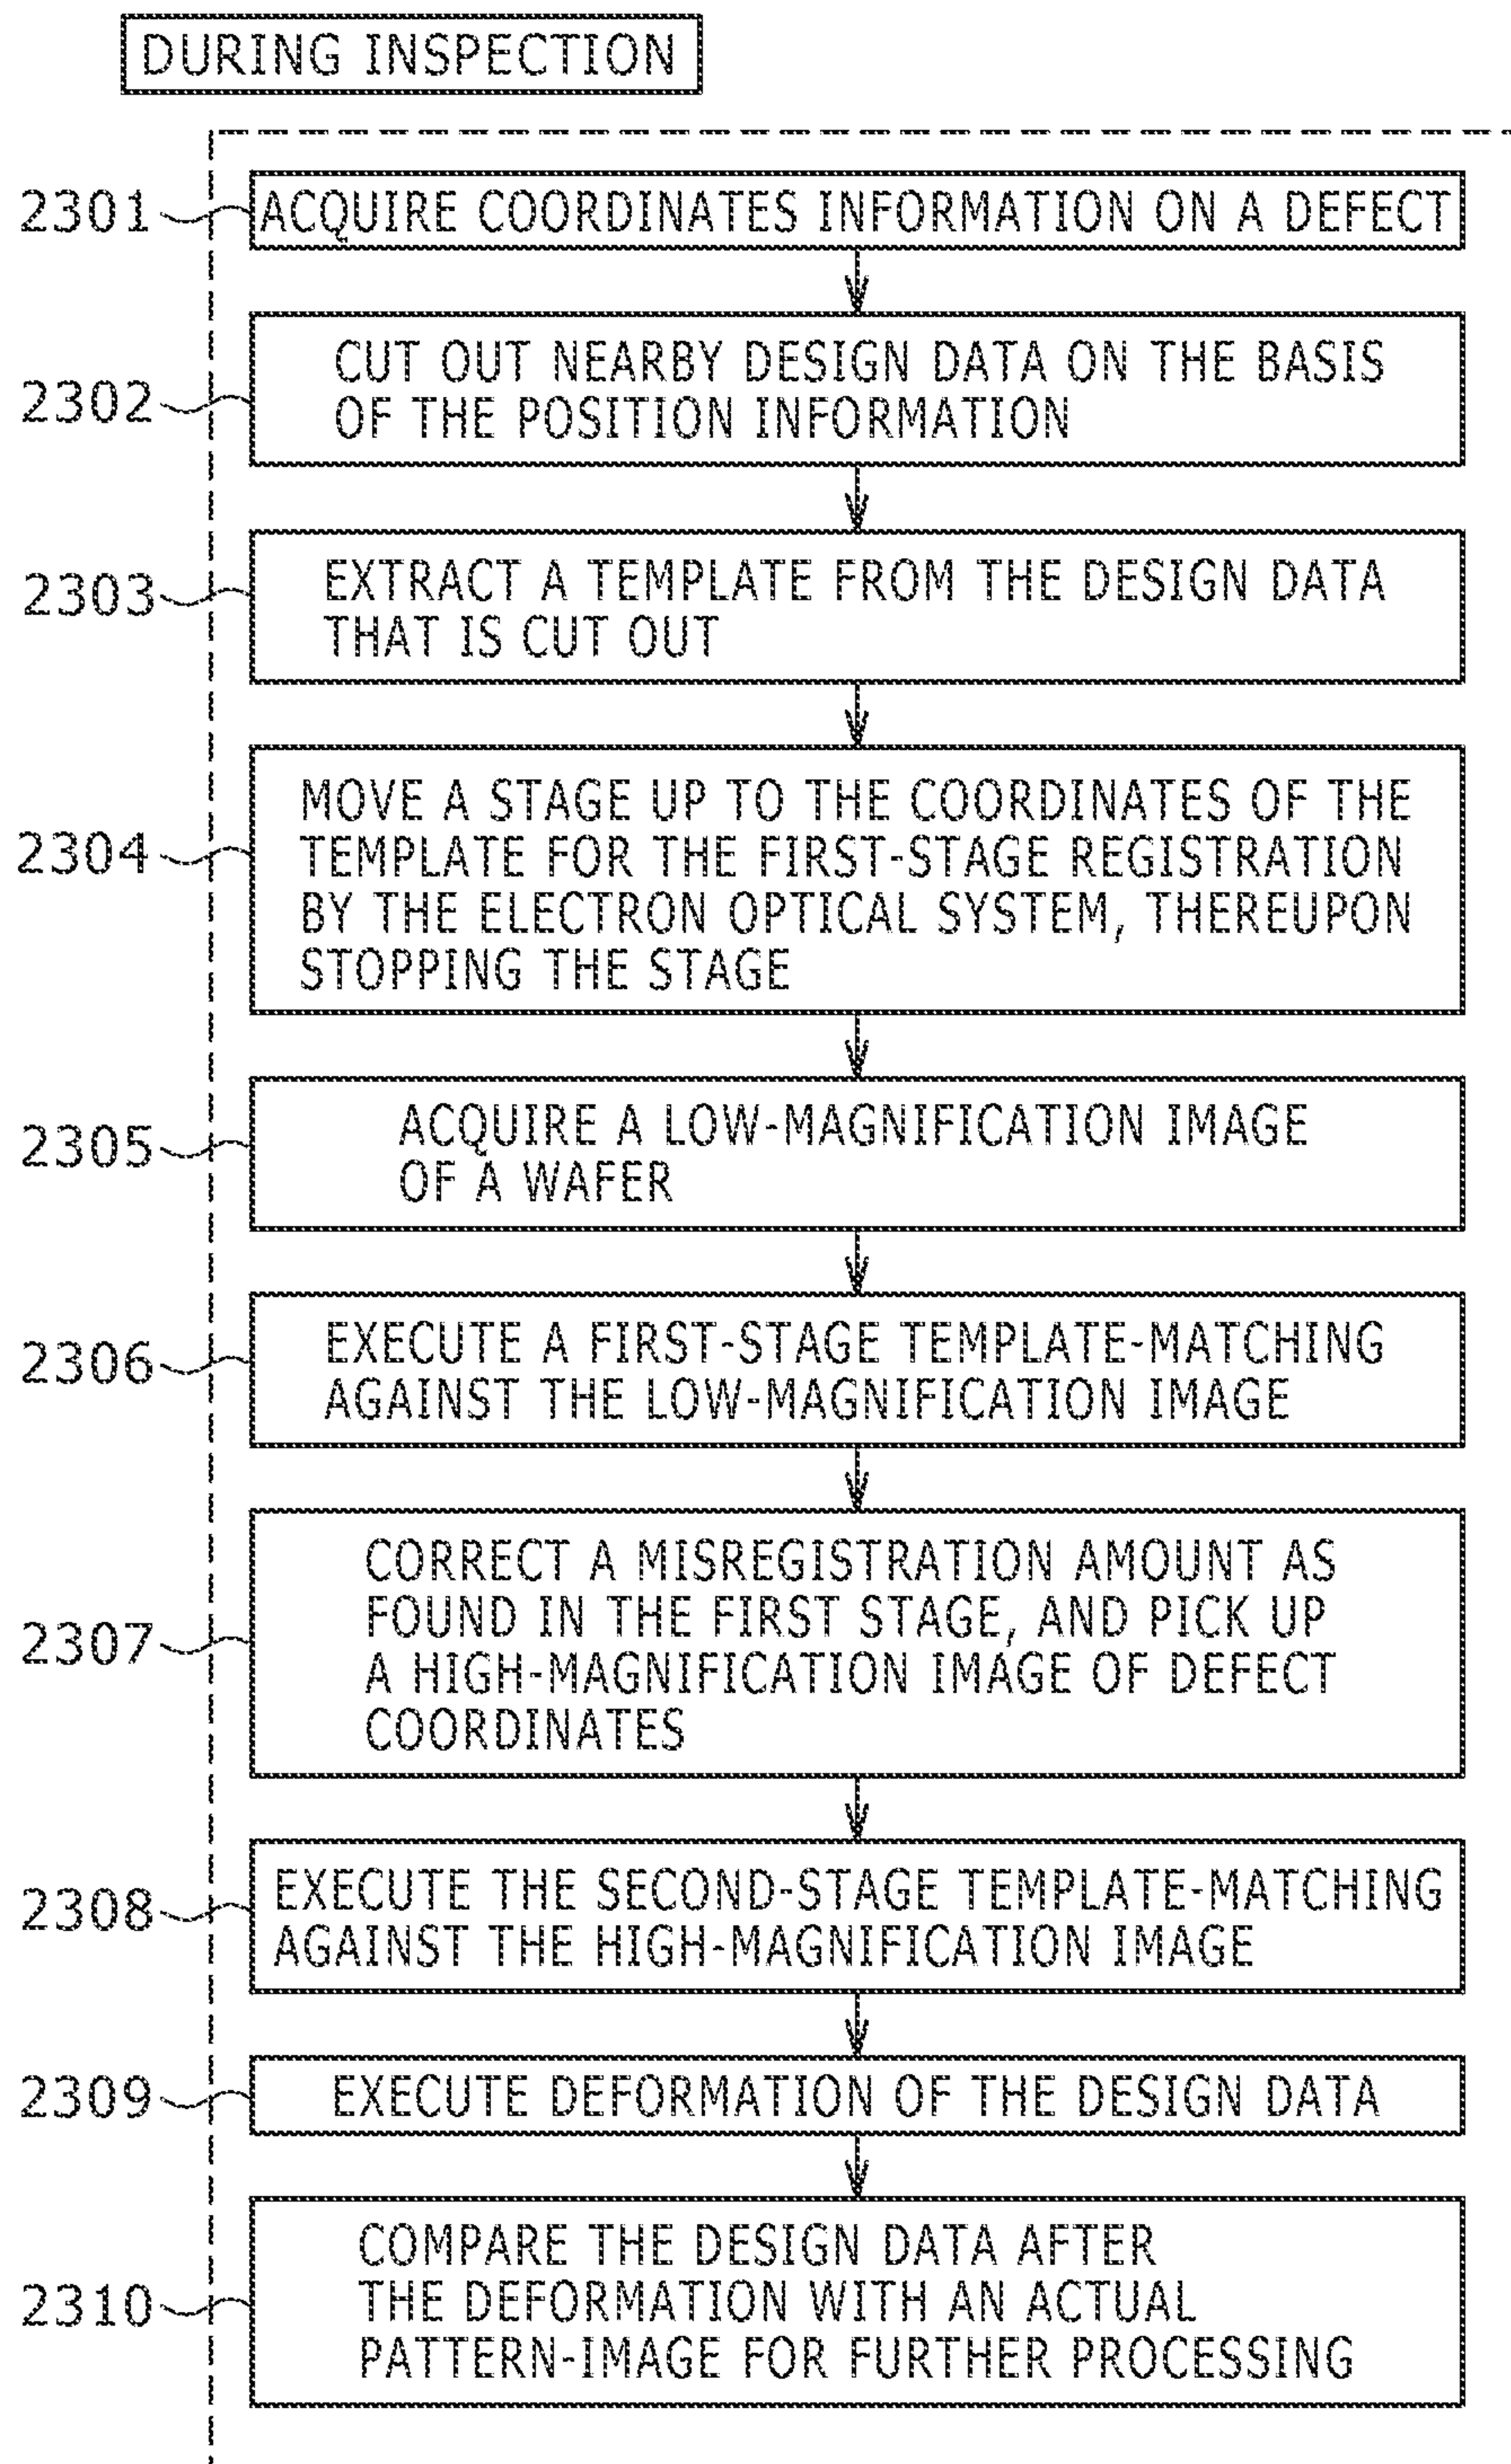 DURING INSPECTION
2301
ACQUIRE COORDINATES INFORMATION ON A DEFECT
2302
CUT OUT NEARBY DESIGN DATA ON THE BASIS
OF THE POSITION INFORMATION
2303
EXTRACT A TEMPLATE FROM THE DESIGN DATA
THAT IS CUT OUT
2304
MOVE A STAGE UP TO THE COORDINATES OF THE
TEMPLATE FOR THE FIRST-STAGE REGISTRATION
BY THE ELECTRON OPTICAL SYSTEM, THEREUPON
STOPPING THE STAGE
2305
ACQUIRE A LOW-MAGNIFICATION IMAGE
OF A WAFER
2306
EXECUTE A FIRST-STAGE TEMPLATE-MATCHING
AGAINST THE LOW-MAGNIFICATION IMAGE
2307
CORRECT A MISREGISTRATION AMOUNT AS
FOUND IN THE FIRST STAGE, AND PICK UP
A HIGH-MAGNIFICATION IMAGE OF DEFECT
COORDINATES
2308
EXECUTE THE SECOND-STAGE TEMPLATE-MATCHING
AGAINST THE HIGH-MAGNIFICATION IMAGE
2309
EXECUTE DEFORMATION OF THE DESIGN DATA
2310
COMPARE THE DESIGN DATA AFTER
THE DEFORMATION WITH AN ACTUAL
PATTERN-IMAGE FOR FURTHER PROCESSING